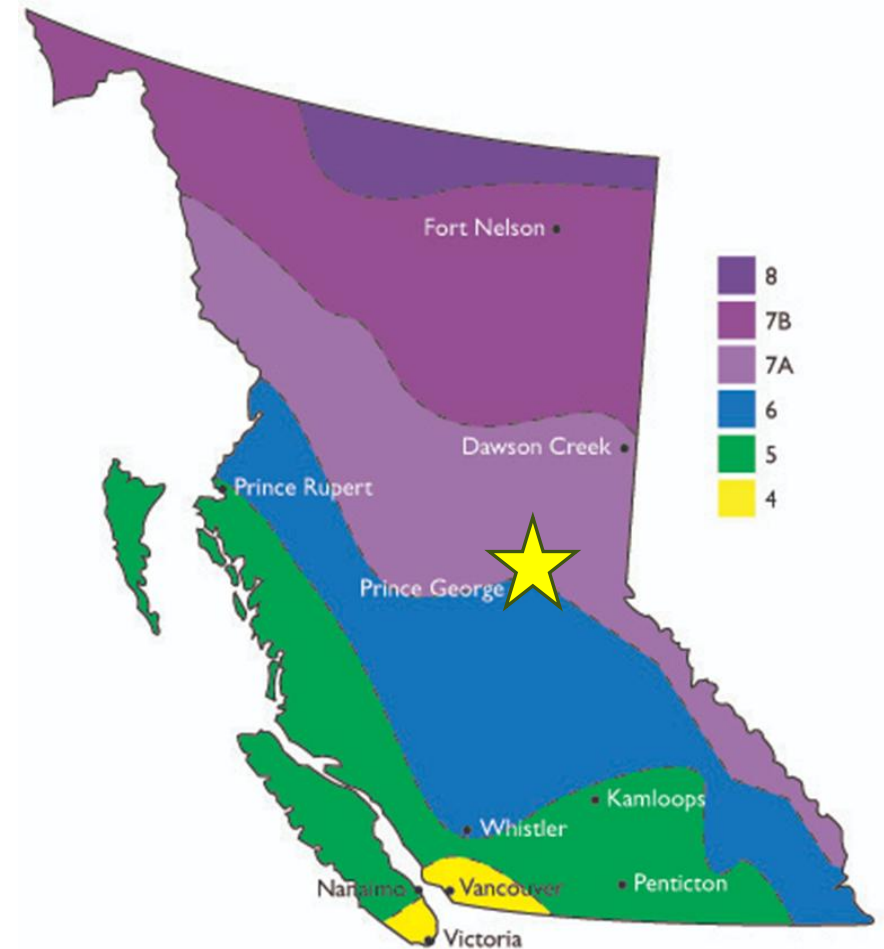 Fort Nelson
8
7B
7A
6
5
4
Dawson Creek
Prince Rupert
Prince George
Kamloops
Whistler
Nanaimo
Vancouver
Penticton
Victoria